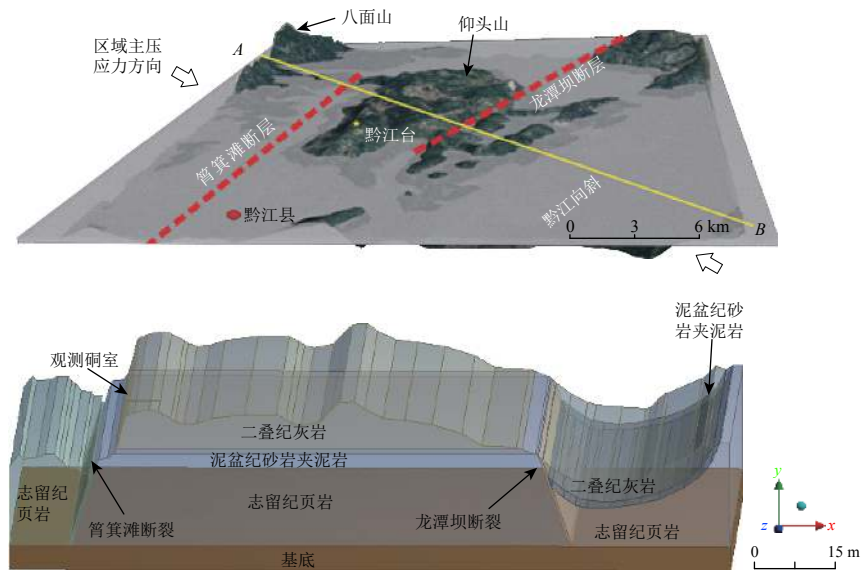 八面山
仰头山
区域主压
应力方向
A
龙潭坝断层
黔江台
筲箕滩断层
黔江县
黔江向斜
B
0 3 6 km
泥盆纪砂
岩夹泥岩
观测硐室
二叠纪灰岩
泥盆纪砂岩夹泥岩
志留纪
页岩
志留纪页岩
二叠纪灰岩
筲箕滩断裂
龙潭坝断裂
志留纪页岩
基底
y
z
x
0 15 m